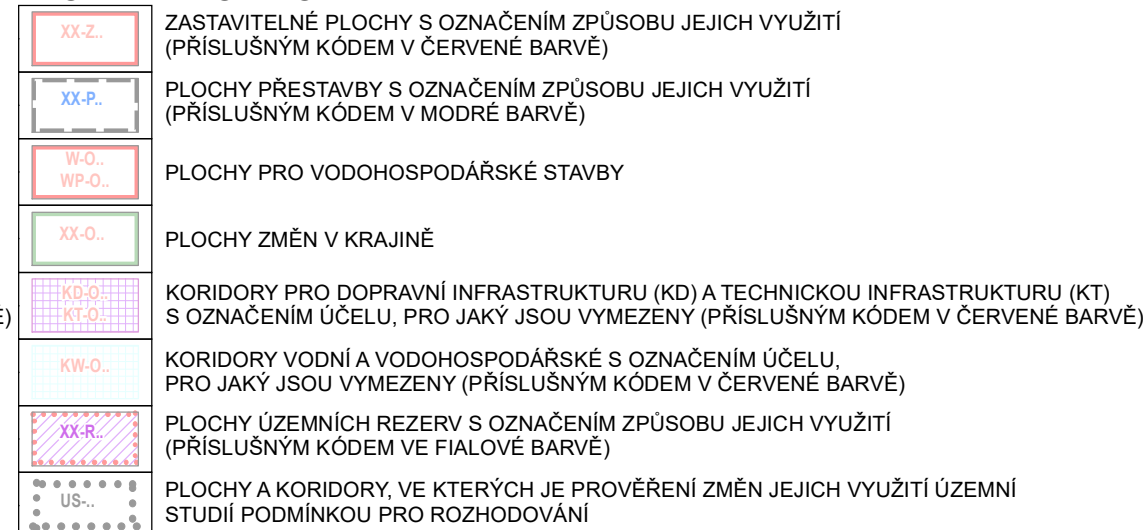 XX-Z..
ZASTAVITELNÉ PLOCHY S OZNAČENÍM ZPŮSOBU JEJICH VYUŽITÍ
(PŘÍSLUŠNÝM KÓDEM V ČERVENÉ BARVĚ)
XX-P..
PLOCHY PŘESTAVBY S OZNAČENÍM ZPŮSOBU JEJICH VYUŽITÍ
(PŘÍSLUŠNÝM KÓDEM V MODRÉ BARVĚ)
W-O..
WP-O..
PLOCHY PRO VODOHOSPODÁŘSKÉ STAVBY
XX-O..
PLOCHY ZMĚN V KRAJINĚ
KD-O..
KT-O..
KORIDORY PRO DOPRAVNÍ INFRASTRUKTURU (KD) A TECHNICKOU INFRASTRUKTURU (KT)
S OZNAČENÍM ÚČELU, PRO JAKÝ JSOU VYMEZENY (PŘÍSLUŠNÝM KÓDEM V ČERVENÉ BARVĚ)
KW-O..
KORIDORY VODNÍ A VODOHOSPODÁŘSKÉ S OZNAČENÍM ÚČELU,
PRO JAKÝ JSOU VYMEZENY (PŘÍSLUŠNÝM KÓDEM V ČERVENÉ BARVĚ)
XX-R..
PLOCHY ÚZEMNÍCH REZERV S OZNAČENÍM ZPŮSOBU JEJICH VYUŽITÍ
(PŘÍSLUŠNÝM KÓDEM VE FIALOVÉ BARVĚ)
US-..
PLOCHY A KORIDORY, VE KTERÝCH JE PROVĚŘENÍ ZMĚN JEJICH VYUŽITÍ ÚZEMNÍ
STUDIÍ PODMÍNKOU PRO ROZHODOVÁNÍ